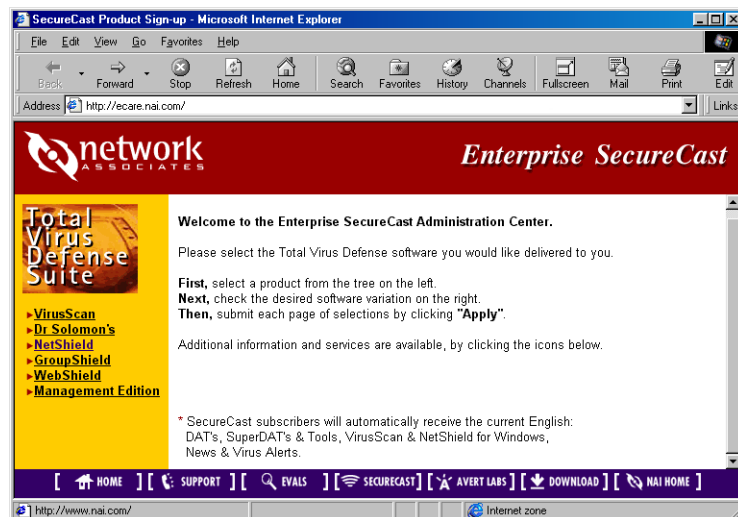 SecureCast Product Sign-up - Microsoft Internet Explorer
File Edit View Go Favorites Help
Back Forward Stop Refresh Home Search Favorites History Channels Fullscreen Mail Print Edit
Address http://ecare.nai.com/ Links
network
ASSOCIATES
Enterprise SecureCast
Total
Virus
Defense
Suite
VirusScan
Dr Solomon's
NetShield
GroupShield
WebShield
Management Edition
Welcome to the Enterprise SecureCast Administration Center.
Please select the Total Virus Defense software you would like delivered to you.
First, select a product from the tree on the left.
Next, check the desired software variation on the right.
Then, submit each page of selections by clicking "Apply".
Additional information and services are available, by clicking the icons below.
* SecureCast subscribers will automatically receive the current English:
DAT's, SuperDAT's & Tools, VirusScan & NetShield for Windows,
News & Virus Alerts.
[ HOME ] [ SUPPORT ] [ EVALS ] [ SECURECAST ] [ AVERT LABS ] [ DOWNLOAD ] [ NAI HOME ]
http://www.nai.com/ Internet zone